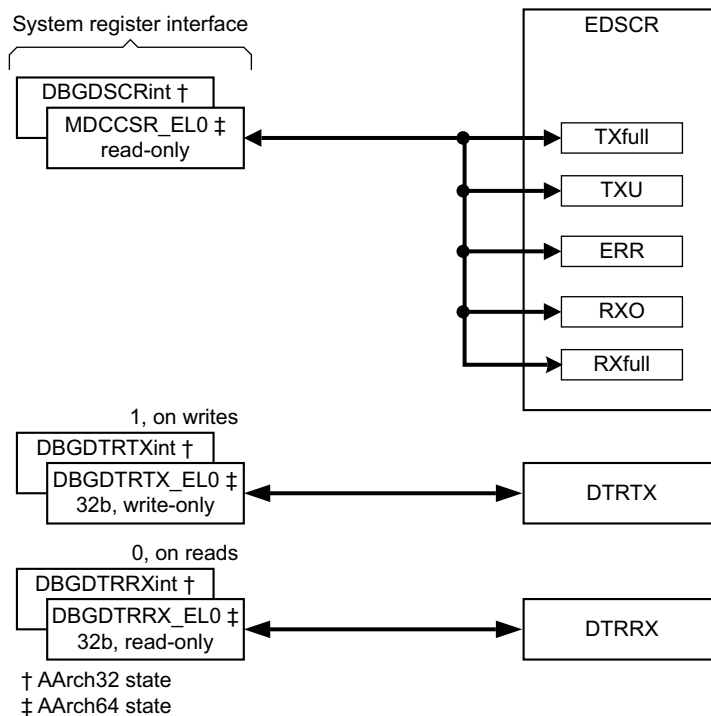 System register interface
DBGDSCRint †
MDCCSR_EL0 ‡
read-only
EDSCR
TXfull
TXU
ERR
RXO
RXfull
1, on writes
DBGDTRTXint †
DBGDTRTX_EL0 ‡
32b, write-only
DTRTX
0, on reads
DBGDTRRXint †
DBGDTRRX_EL0 ‡
32b, read-only
DTRRX
† AArch32 state
‡ AArch64 state